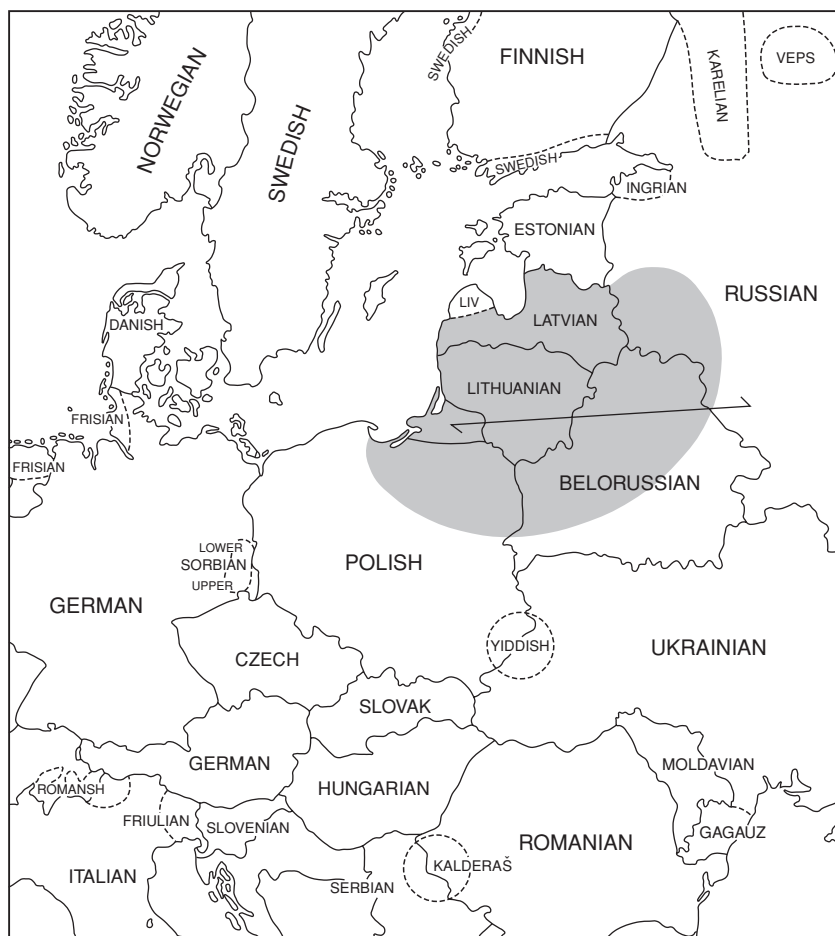 SWEDISH
FINNISH
KARELIAN
VEPS
NORWEGIAN
SWEDISH
SWEDISH
INGRIAN
ESTONIAN
RUSSIAN
LIV
LATVIAN
DANISH
LITHUANIAN
FRISIAN
FRISIAN
BELORUSSIAN
LOWER
SORBIAN
UPPER
POLISH
GERMAN
YIDDISH
UKRAINIAN
CZECH
SLOVAK
GERMAN
MOLDAVIAN
ROMANSH
HUNGARIAN
FRIULIAN
SLOVENIAN
GAGAUZ
ROMANIAN
ITALIAN
SERBIAN
KALDERAŠ